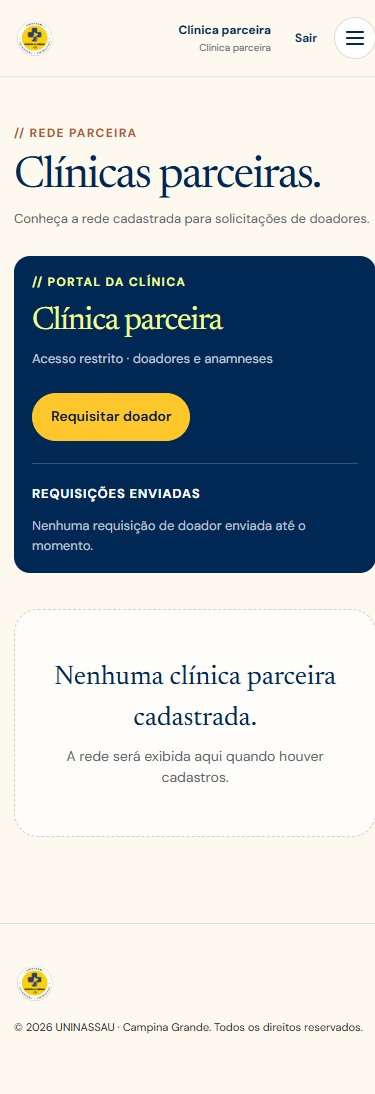 Clínica parceira
Clínica parceira
Sair
// REDE PARCEIRA
Clínicas parceiras.
Conheça a rede cadastrada para solicitações de doadores.
// PORTAL DA CLÍNICA
Clínica parceira
Acesso restrito · doadores e anamneses
Requisitar doador
REQUISIÇÕES ENVIADAS
Nenhuma requisição de doador enviada até o
momento.
Nenhuma clínica parceira
cadastrada.
A rede será exibida aqui quando houver
cadastros.
© 2026 UNINASSAU · Campina Grande. Todos os direitos reservados.